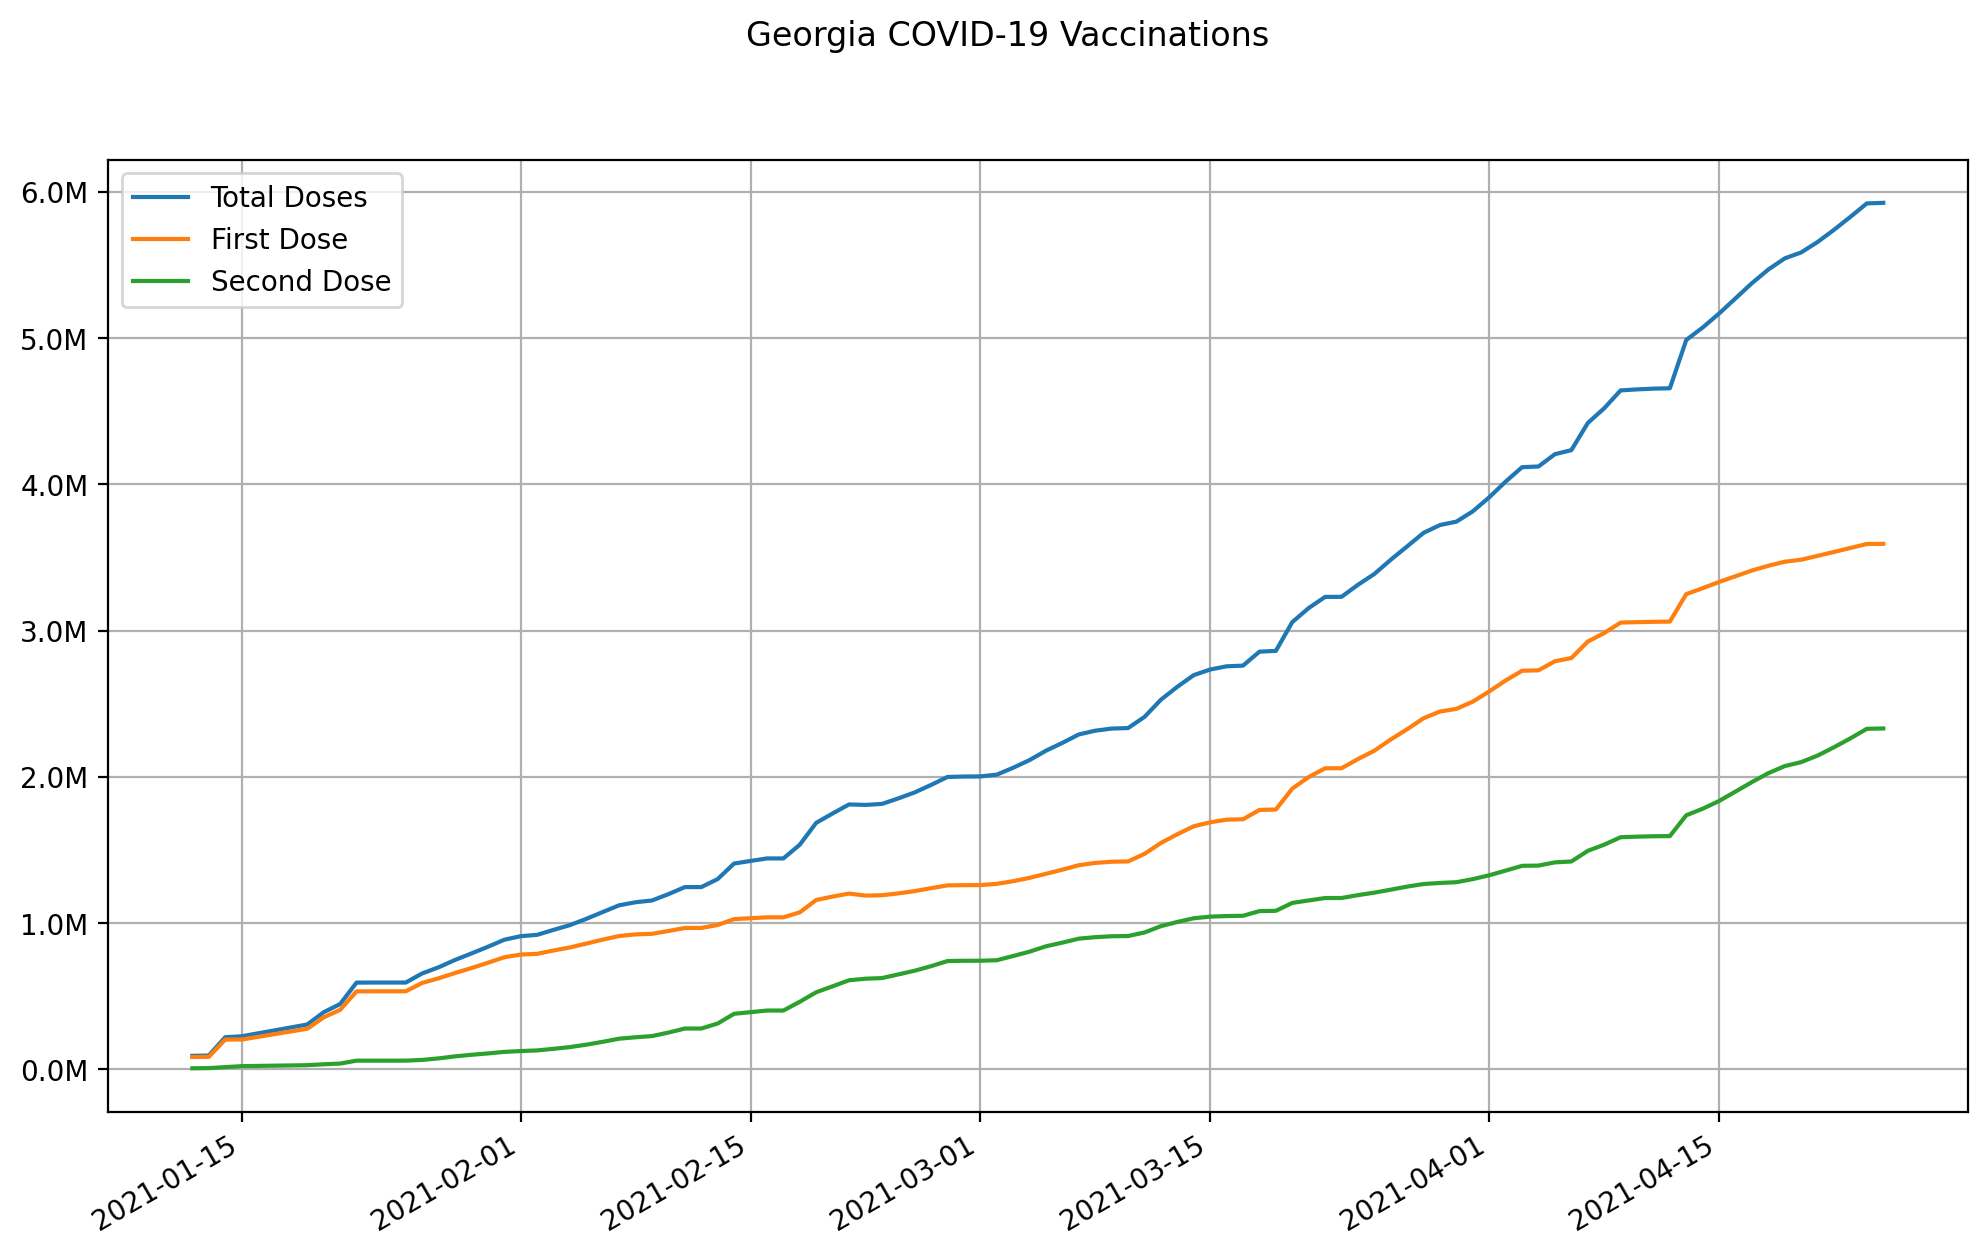 Georgia COVID-19 Vaccinations
Total Doses
First Dose
Second Dose
6.0M
5.0M
4.0M
3.0M
2.0M
1.0M
0.0M
2021-01-15
2021-02-01
2021-02-15
2021-03-01
2021-03-15
2021-04-01
2021-04-15